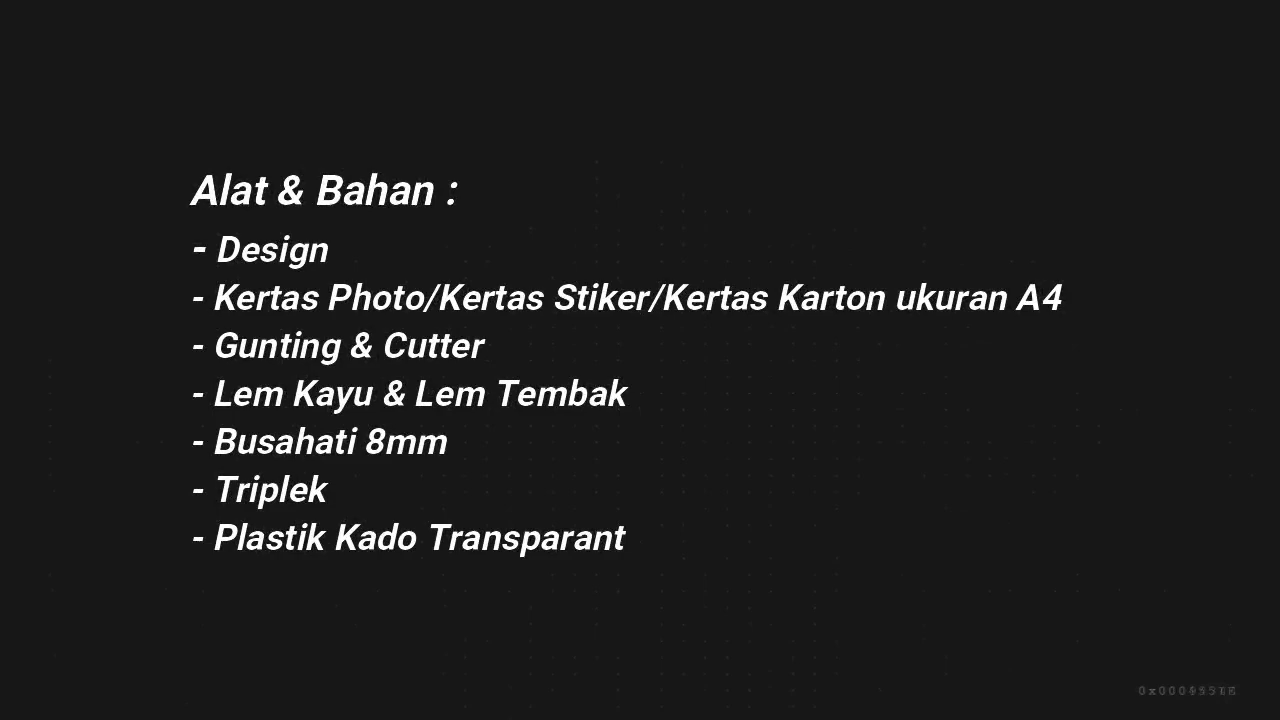 Alat & Bahan :
- Design
- Kertas Photo/Kertas Stiker/Kertas Karton ukuran A4
- Gunting & Cutter
- Lem Kayu & Lem Tembak
- Busahati 8mm
- Triplek
- Plastik Kado Transparant